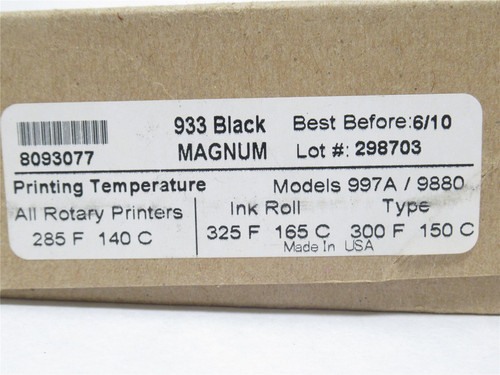 933 Black Best Before:6/10
8093077 MAGNUM Lot #: 298703
Printing Temperature Models 997A / 9880
All Rotary Printers Ink Roll Type
285 F 140 C 325 F 165 C 300 F 150 C
Made In USA